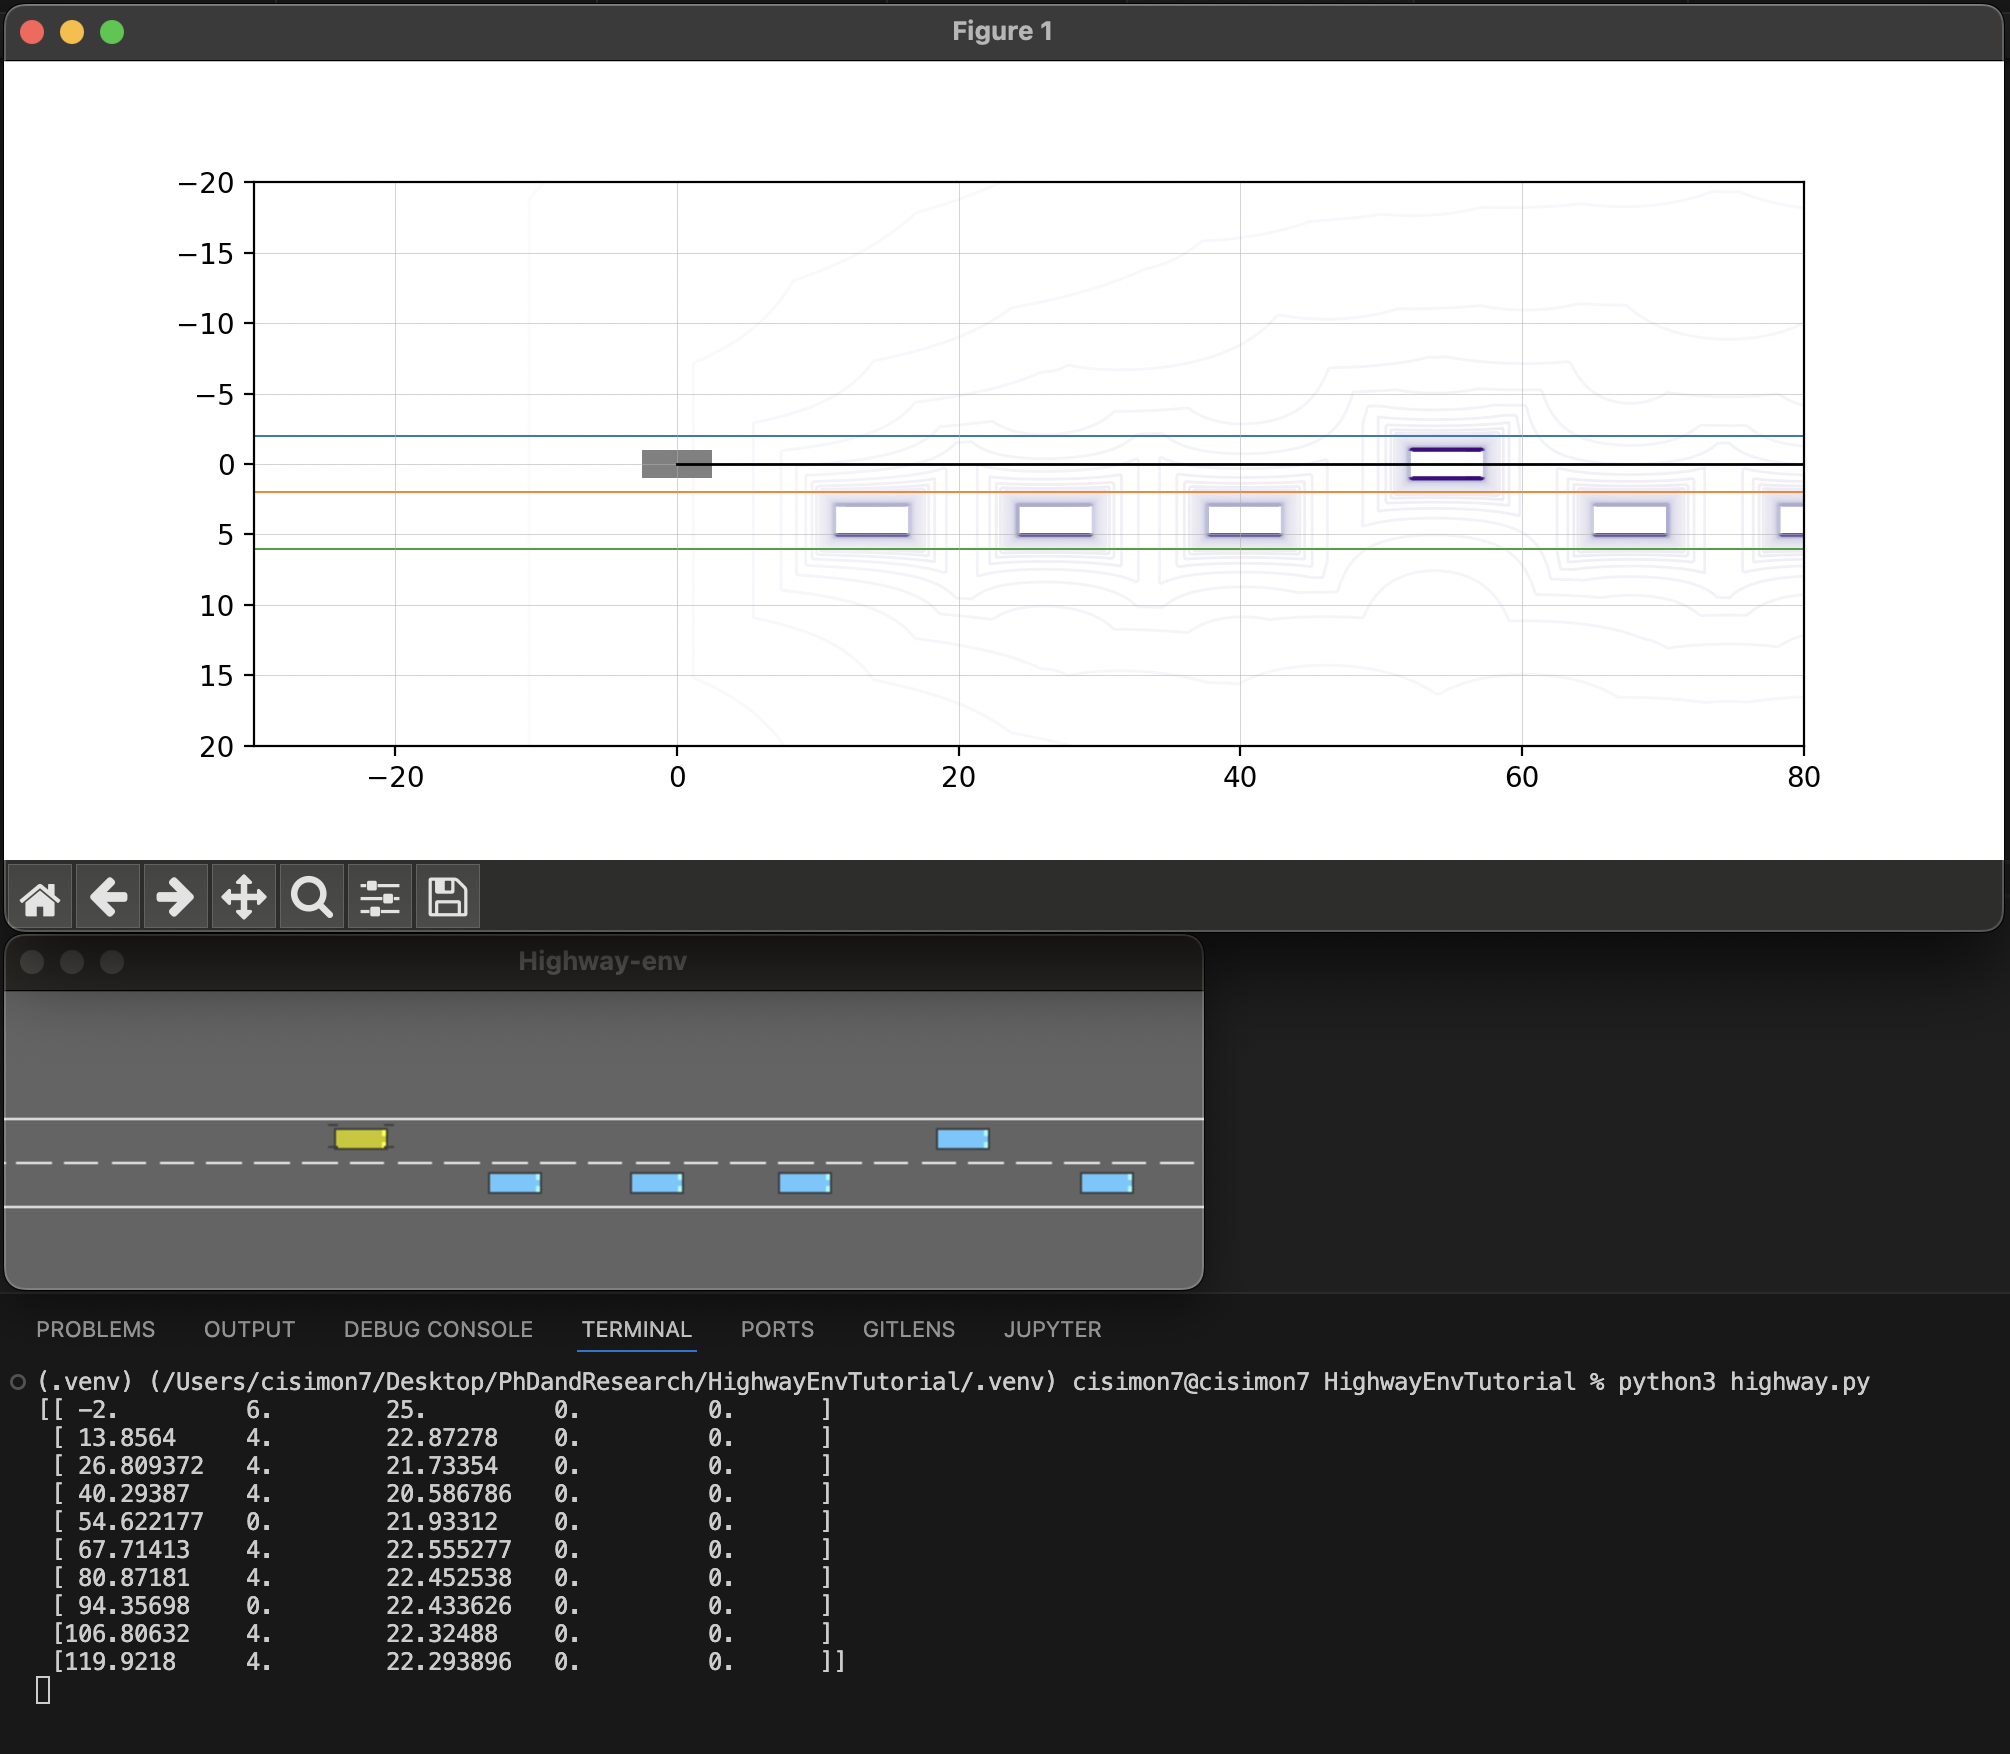 Figure 1
−20
−15
−10
−5
0
5
10
15
20
−20 0 20 40 60 80
Highway-env
PROBLEMS OUTPUT DEBUG CONSOLE TERMINAL PORTS GITLENS JUPYTER
(.venv) (/Users/cisimon7/Desktop/PhDandResearch/HighwayEnvTutorial/.venv) cisimon7@cisimon7 HighwayEnvTutorial % python3 highway.py
[[ -2. 6. 25. 0. 0. ]
[ 13.8564 4. 22.87278 0. 0. ]
[ 26.809372 4. 21.73354 0. 0. ]
[ 40.29387 4. 20.586786 0. 0. ]
[ 54.622177 0. 21.93312 0. 0. ]
[ 67.71413 4. 22.555277 0. 0. ]
[ 80.87181 4. 22.452538 0. 0. ]
[ 94.35698 0. 22.433626 0. 0. ]
[106.80632 4. 22.32488 0. 0. ]
[119.9218 4. 22.293896 0. 0. ]]